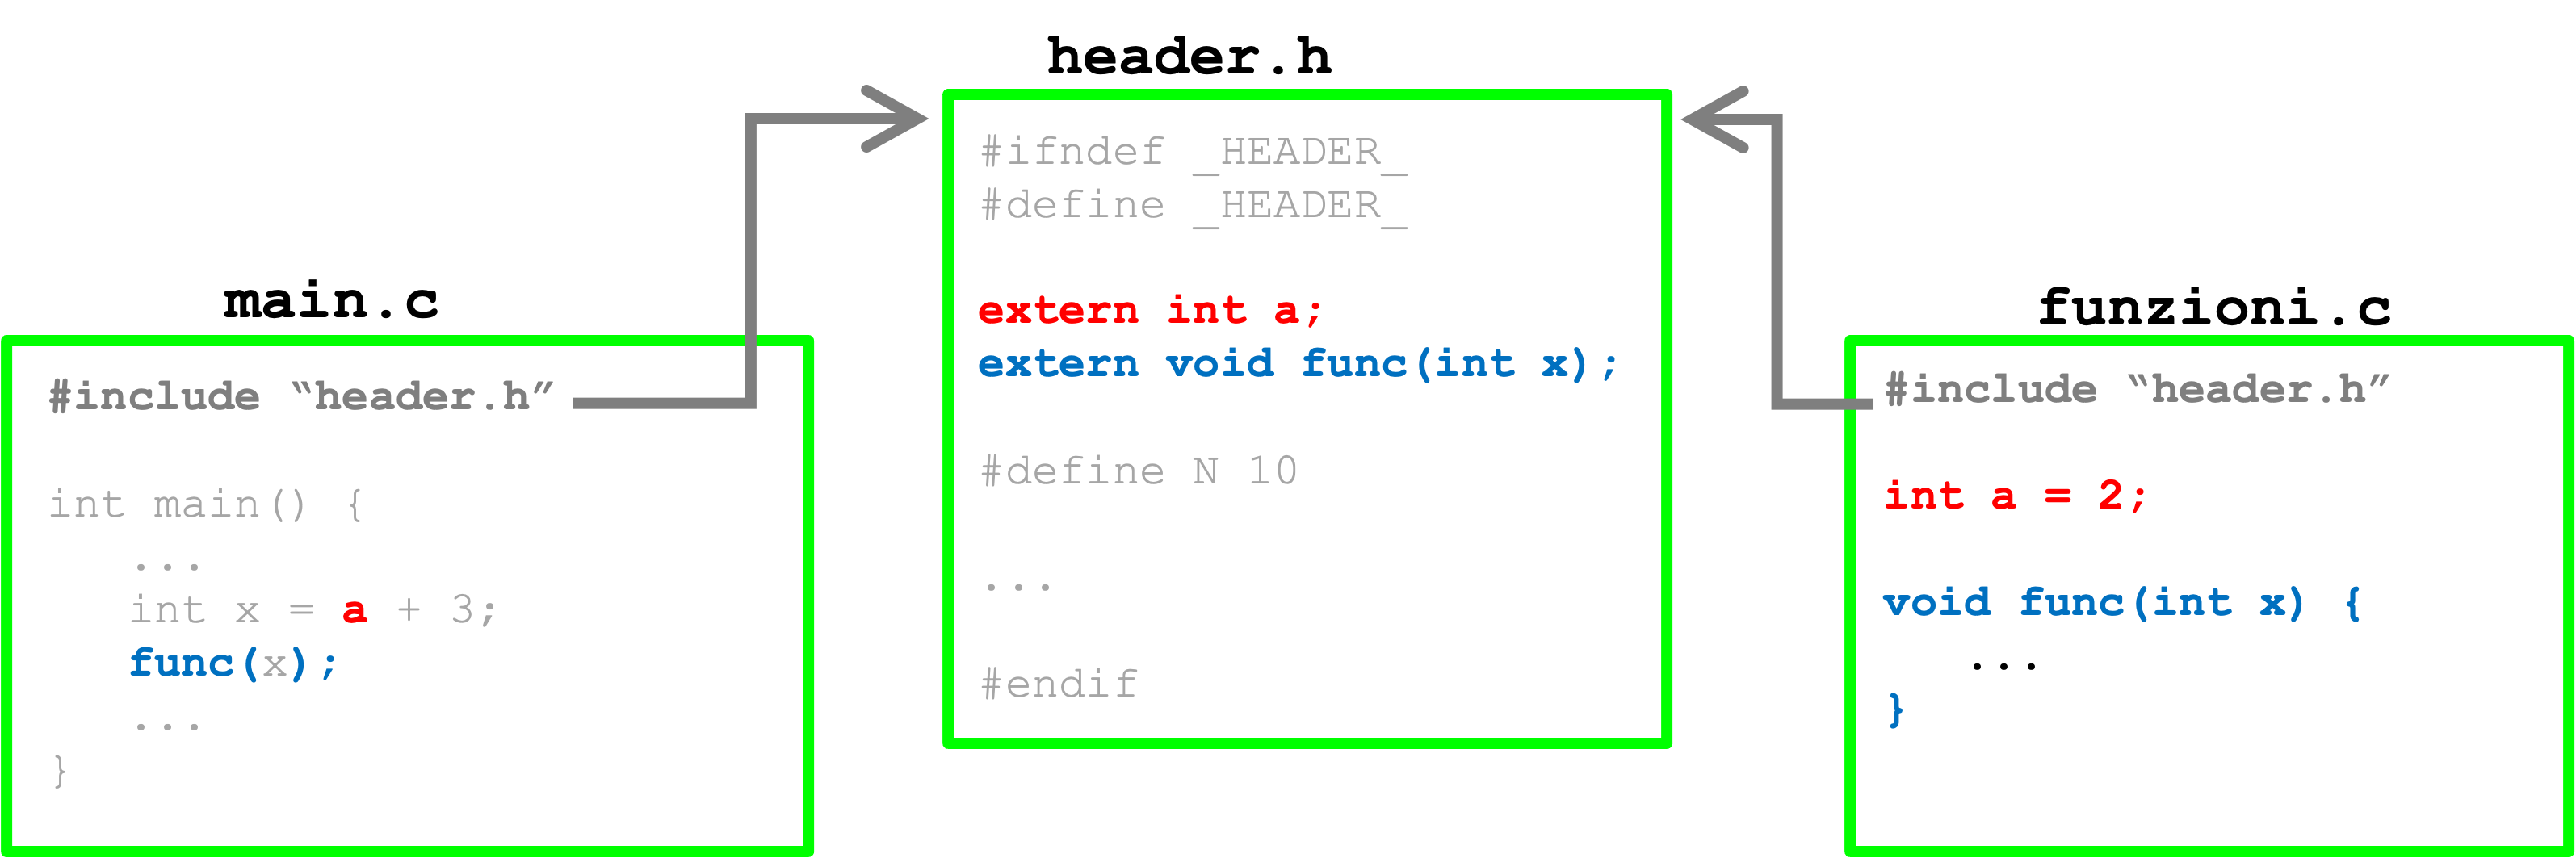 header.h
#ifndef _HEADER_
#define _HEADER_
extern int a;
extern void func(int x);
#define N 10
...
#endif
main.c
#include “header.h”
int main() {
...
int x = a + 3;
func(x);
...
}
funzioni.c
#include “header.h”
int a = 2;
void func(int x) {
...
}